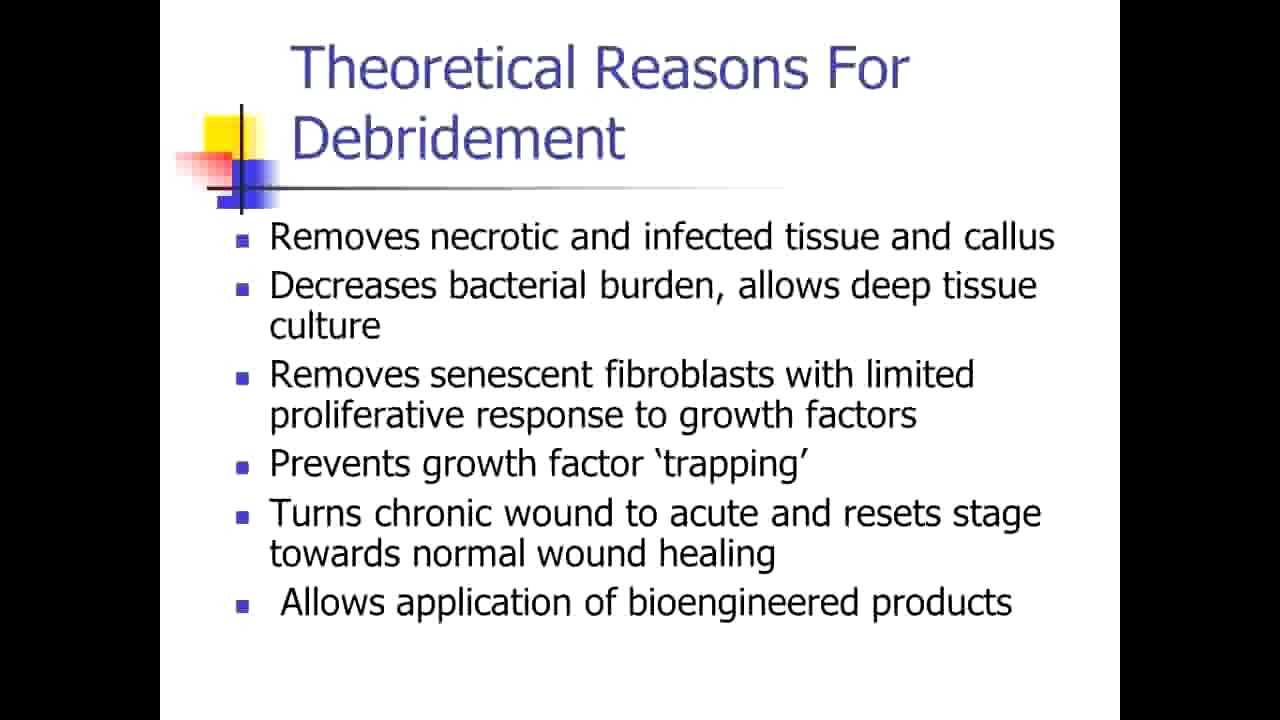 Theoretical Reasons For
Debridement
Removes necrotic and infected tissue and callus
Decreases bacterial burden, allows deep tissue
culture
Removes senescent fibroblasts with limited
proliferative response to growth factors
Prevents growth factor ‘trapping’
Turns chronic wound to acute and resets stage
towards normal wound healing
Allows application of bioengineered products